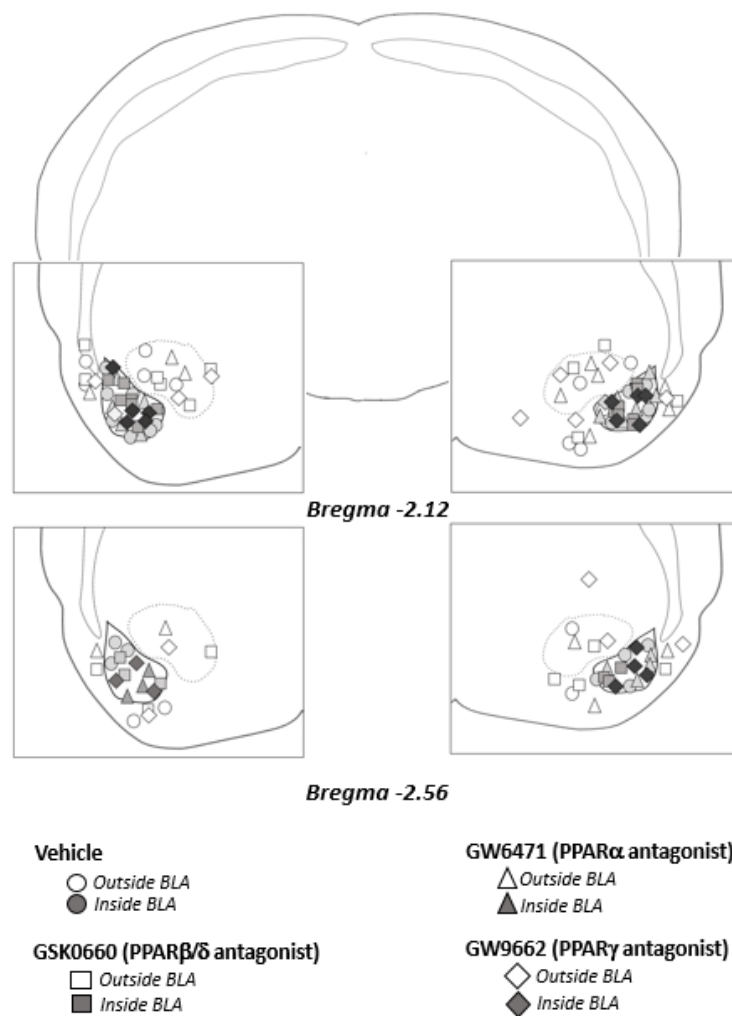 Bregma -2.12
Bregma -2.56
Vehicle
Outside BLA
Inside BLA
GSK0660 (PPARβ/δ antagonist)
Outside BLA
Inside BLA
GW6471 (PPARα antagonist)
Outside BLA
Inside BLA
GW9662 (PPARγ antagonist)
Outside BLA
Inside BLA